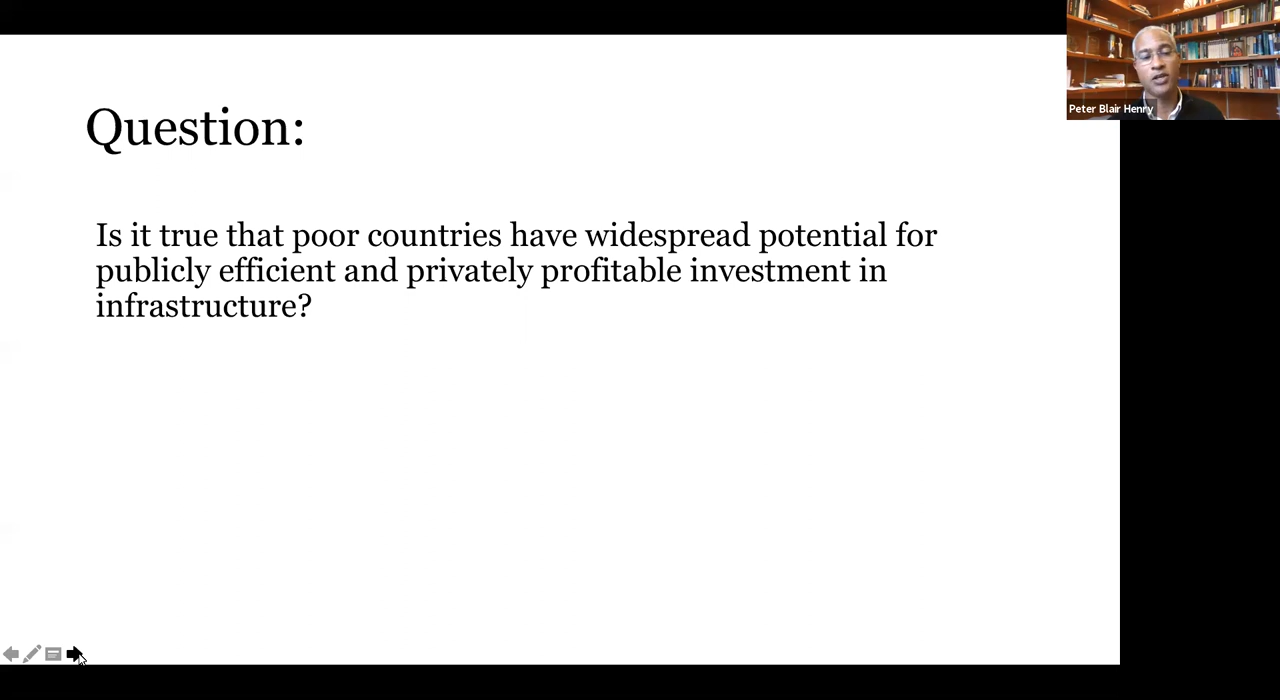 Question:
Is it true that poor countries have widespread potential for
publicly efficient and privately profitable investment in
infrastructure?
Peter Blair Henry